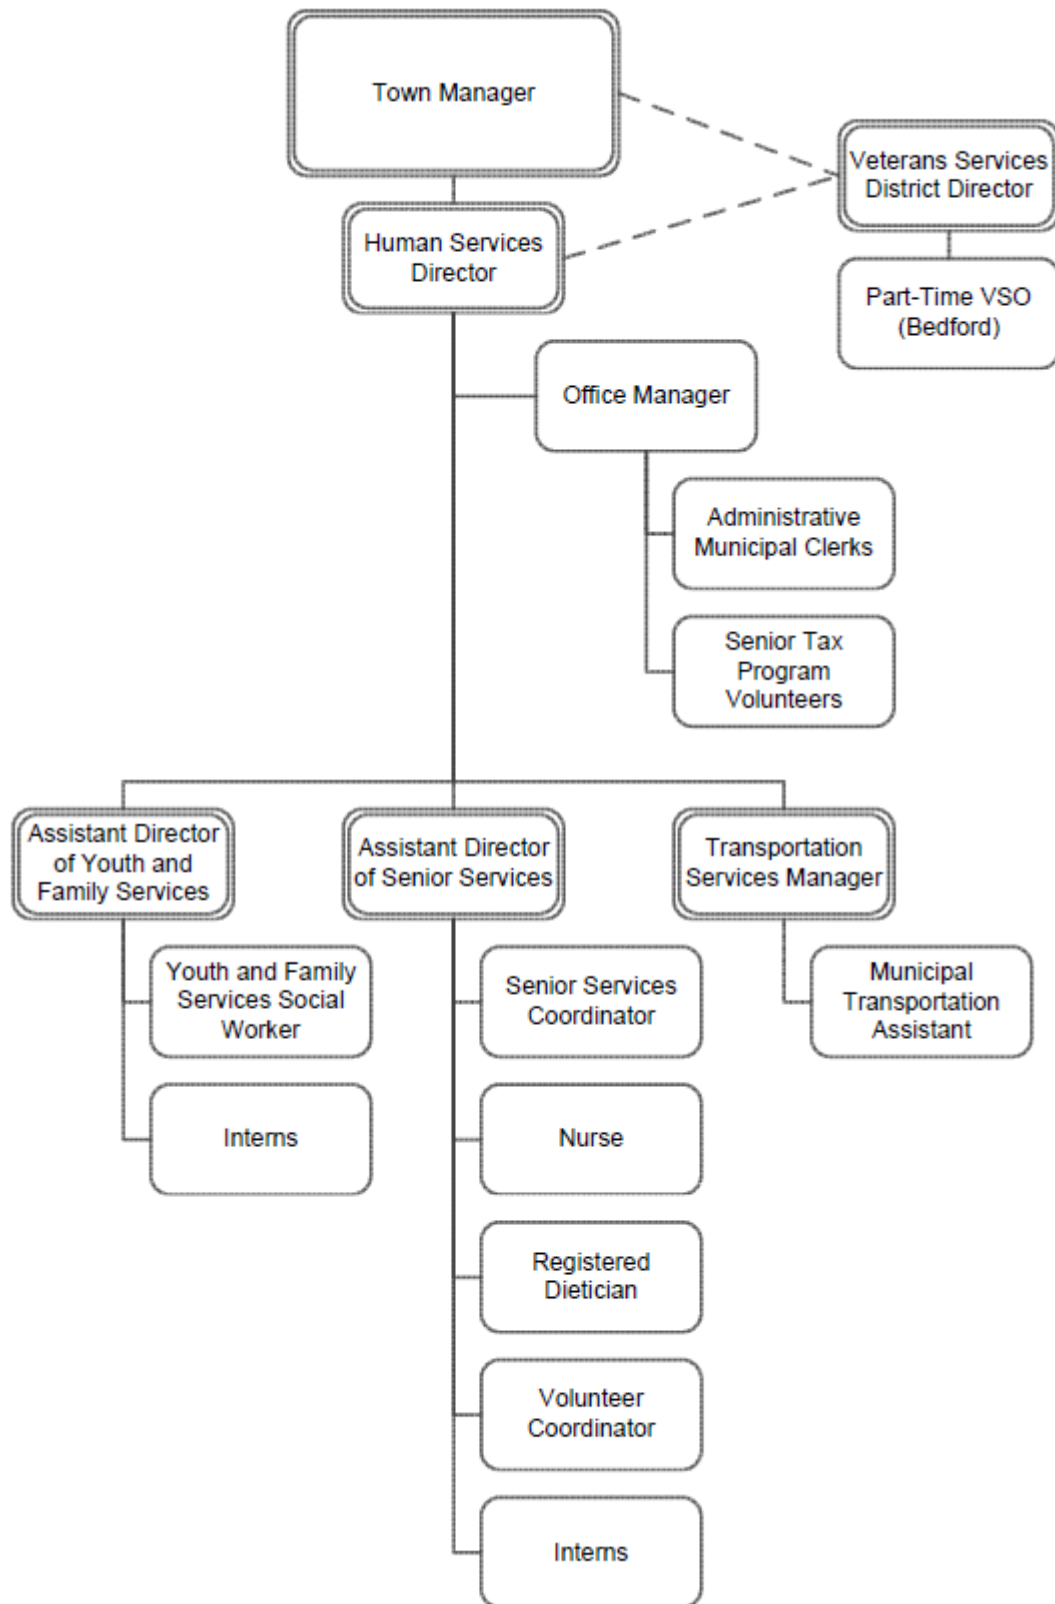 Town Manager
Veterans Services
District Director
Human Services
Director
Part-Time VSO
(Bedford)
Office Manager
Administrative
Municipal Clerks
Senior Tax
Program
Volunteers
Assistant Director
of Youth and
Family Services
Assistant Director
of Senior Services
Transportation
Services Manager
Youth and Family
Services Social
Worker
Senior Services
Coordinator
Municipal
Transportation
Assistant
Interns
Nurse
Registered
Dietician
Volunteer
Coordinator
Interns